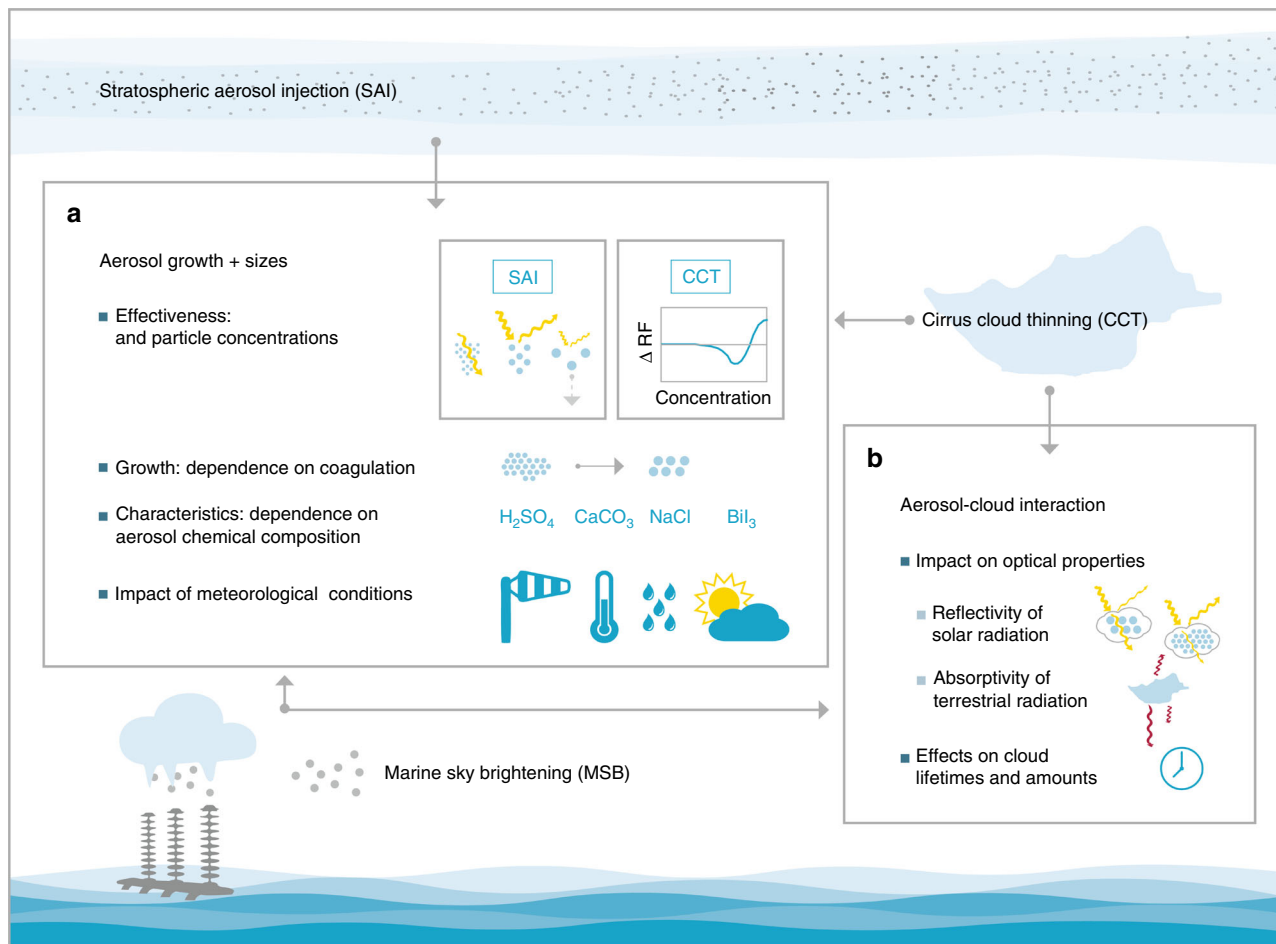 Stratospheric aerosol injection (SAI)
a
Aerosol growth + sizes
SAI
CCT
Effectiveness:
and particle concentrations
Δ RF
Concentration
Cirrus cloud thinning (CCT)
Growth: dependence on coagulation
Characteristics: dependence on
aerosol chemical composition
H₂SO₄ CaCO₃ NaCl BiI₃
Impact of meteorological conditions
b
Aerosol-cloud interaction
Impact on optical properties
Reflectivity of
solar radiation
Absorptivity of
terrestrial radiation
Effects on cloud
lifetimes and amounts
Marine sky brightening (MSB)